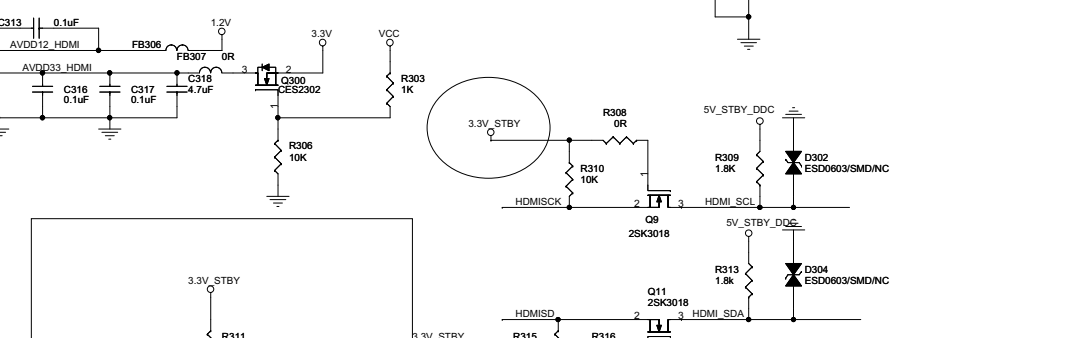 C313 0.1uF
1.2V
AVDD12_HDMI
FB306
FB307 0R
3.3V
VCC
AVDD33_HDMI
C316
0.1uF
C317
0.1uF
C318
4.7uF
3 2
Q300
CES2302
1
R303
1K
R306
10K
3.3V_STBY
R308
0R
R310
10K
1
HDMISCK 2 3 HDMI_SCL
Q9
2SK3018
5V_STBY_DDC
R309
1.8K
D302
ESD0603/SMD/NC
5V_STBY_DDC
R313
1.8k
D304
ESD0603/SMD/NC
Q11
2SK3018
HDMISD 2 3 HDMI_SDA
R315 R316
3.3V_STBY
R311
3.3V_STBY